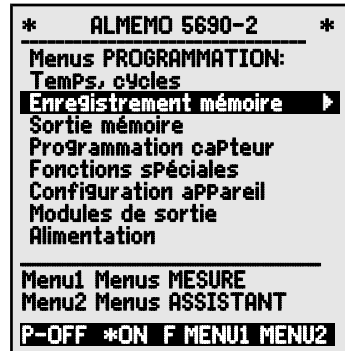 * ALMEMO 5690-2 *
Menus PROGRAMMATION:
Temps, cycles
Enregistrement mémoire ▶
Sortie mémoire
Programmation capteur
Fonctions spéciales
Configuration appareil
Modules de sortie
Alimentation
Menu1 Menus MESURE
Menu2 Menus ASSISTANT
P-OFF *ON F MENU1 MENU2